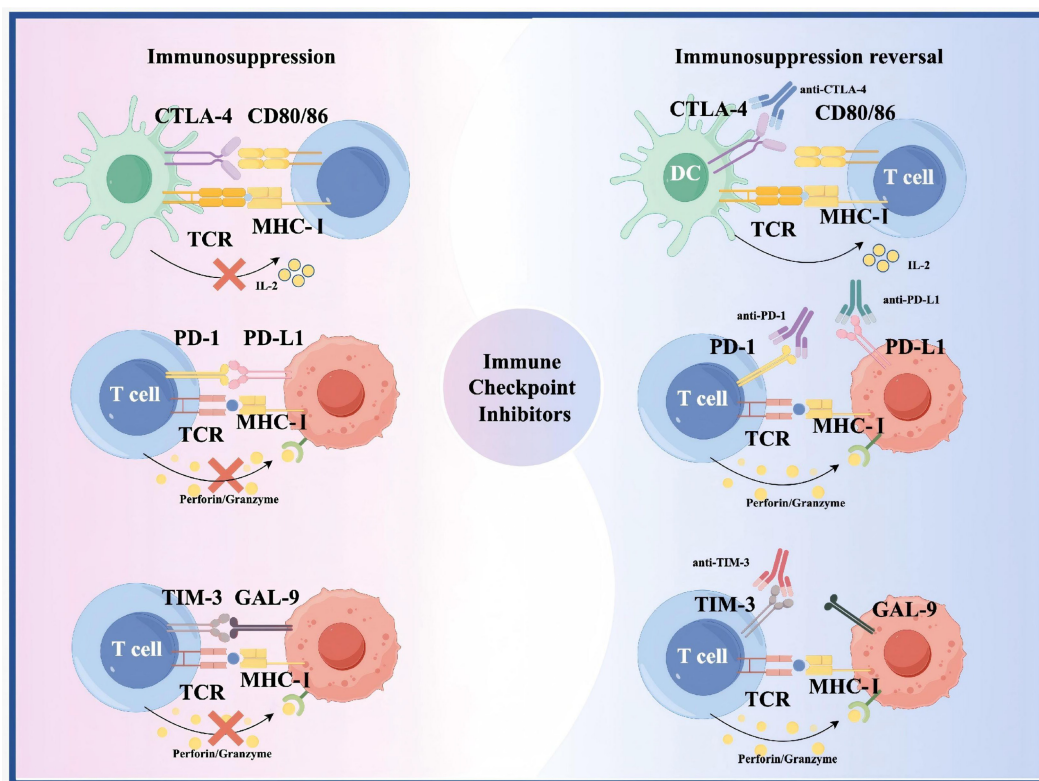 Immunosuppression
CTLA-4 CD80/86
TCR
MHC-I
IL-2
PD-1 PD-L1
T cell
TCR
MHC-I
Perforin/Granzyme
TIM-3 GAL-9
T cell
TCR
MHC-I
Perforin/Granzyme
Immune
Checkpoint
Inhibitors
Immunosuppression reversal
anti-CTLA-4
CTLA-4
CD80/86
DC
T cell
TCR
MHC-I
IL-2
anti-PD-L1
anti-PD-1
PD-1
PD-L1
T cell
TCR
MHC-I
Perforin/Granzyme
anti-TIM-3
TIM-3
GAL-9
T cell
TCR
MHC-I
Perforin/Granzyme